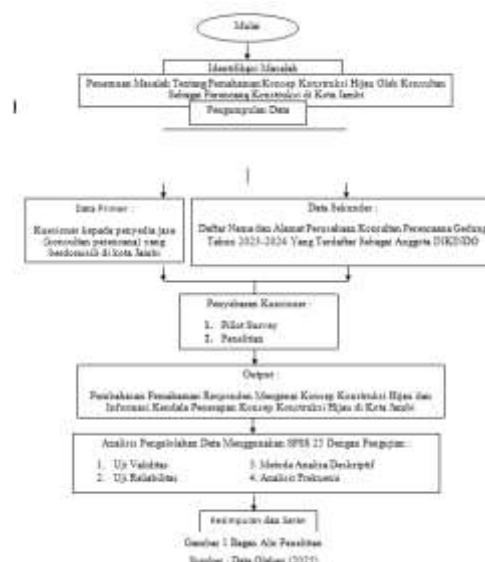 Mulai
Identifikasi Masalah
Penemuan Masalah Tentang Pemahaman Konsep Konstruksi Hijau Oleh Konsultan
Sebagai Perencana Konstruksi di Kota Jambi
Pengumpulan Data
Data Primer :
Kuesioner kepada penyedia jasa
(konsultan perencana) yang
berdomisili di kota Jambi
Data Sekunder :
Daftar Nama dan Alamat Perusahaan Konsultan Perencana Gedung
Tahun 2023-2024 Yang Terdaftar Sebagai Anggota INKINDO
Penyebaran Kuesioner :
1. Pillot Survey
2. Penelitian
Output :
Pembahasan Pemahaman Responden Mengenai Konsep Konstruksi Hijau dan
Informasi Kendala Penerapan Konsep Konstruksi Hijau di Kota Jambi
Analisis Pengolahan Data Menggunakan SPSS 25 Dengan Pengujian :
1. Uji Validitas 3. Metode Analisa Deskriptif
2. Uji Reliabilitas 4. Analisis Frekuensi
Kesimpulan dan Saran
Gambar 1 Bagan Alir Penelitian
Sumber : Data Olahan (2025)